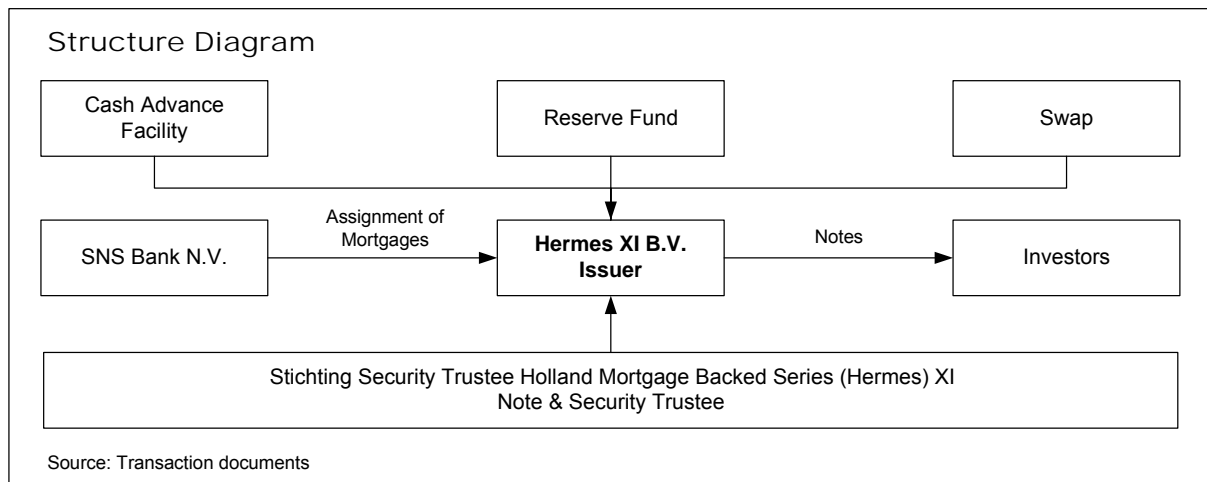 Structure Diagram
Cash Advance
Facility
Reserve Fund
Swap
SNS Bank N.V.
Assignment of
Mortgages
Hermes XI B.V.
Issuer
Notes
Investors
Stichting Security Trustee Holland Mortgage Backed Series (Hermes) XI
Note & Security Trustee
Source: Transaction documents